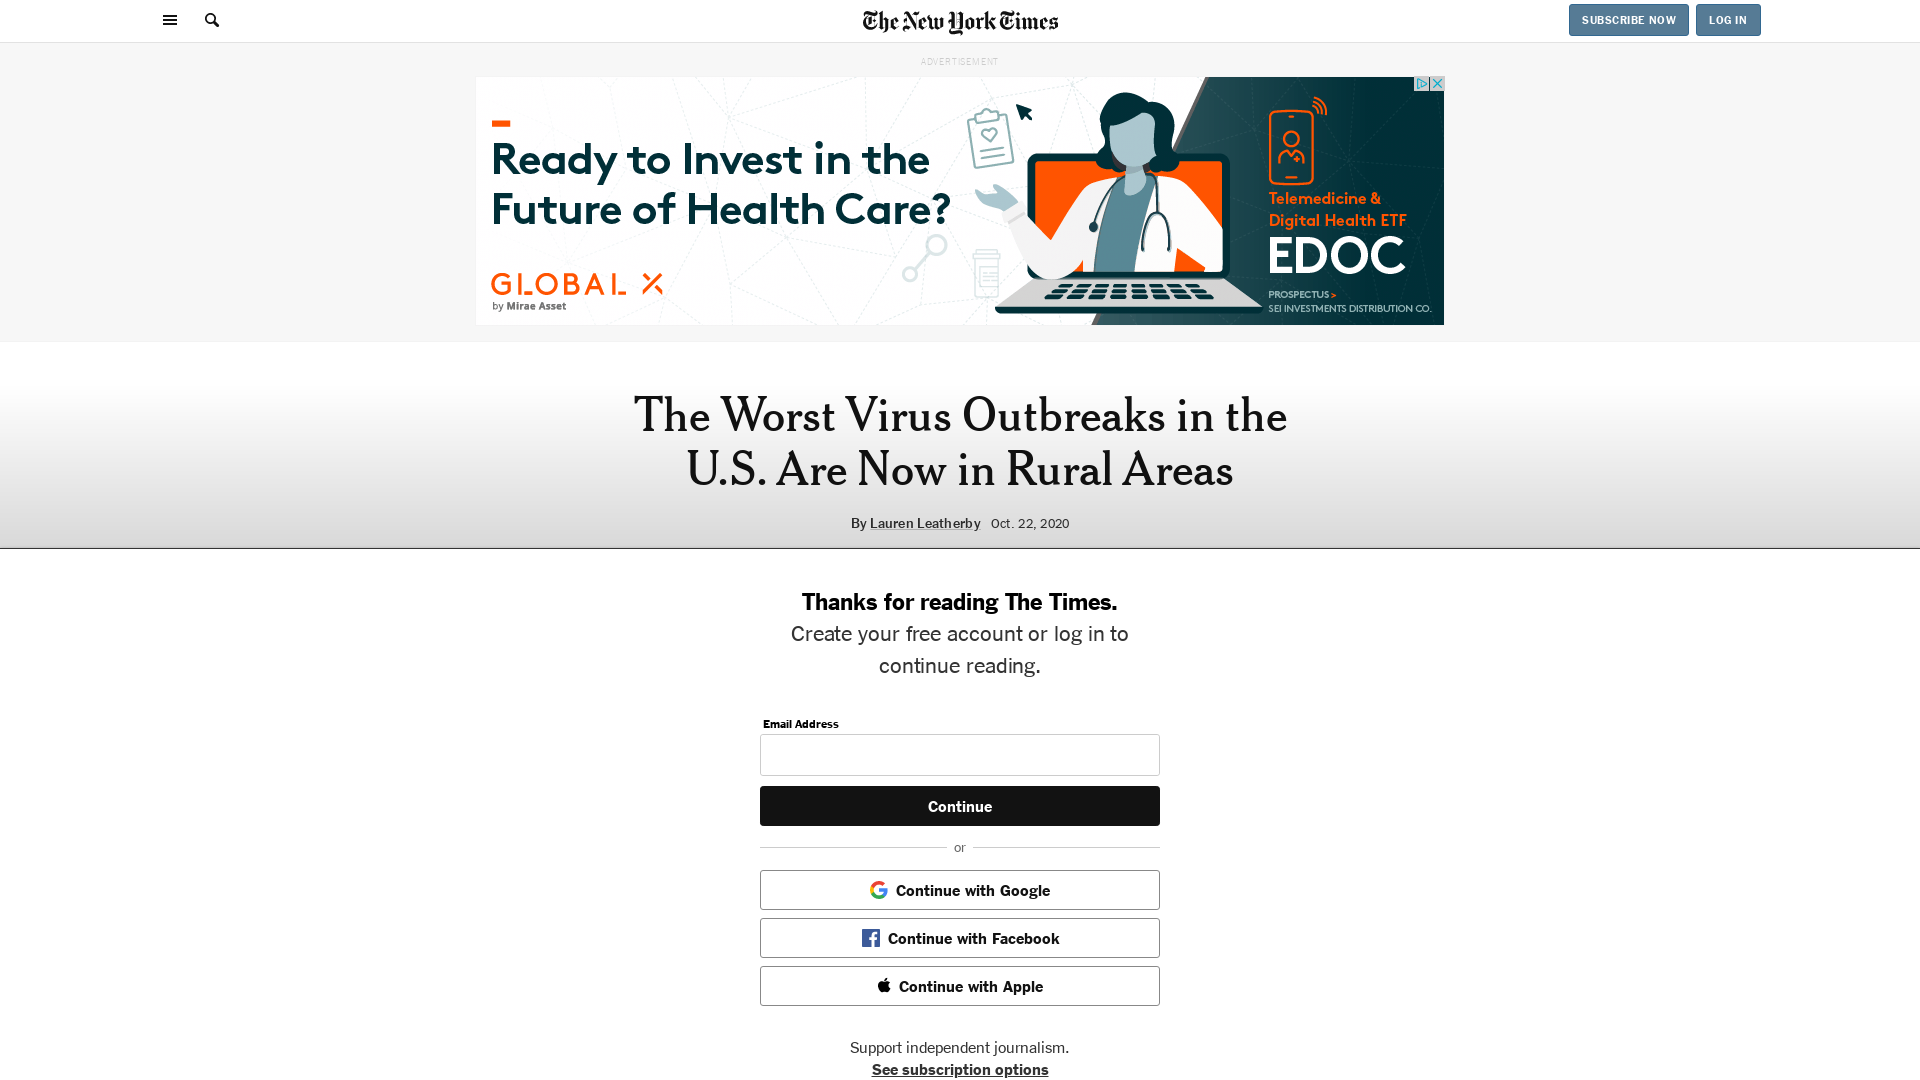 The New York Times
SUBSCRIBE NOW
LOG IN
ADVERTISEMENT
Ready to Invest in the
Future of Health Care?
GLOBAL X
by Mirae Asset
Telemedicine &
Digital Health ETF
EDOC
PROSPECTUS >
SEI INVESTMENTS DISTRIBUTION CO.
The Worst Virus Outbreaks in the
U.S. Are Now in Rural Areas
By Lauren Leatherby Oct. 22, 2020
Thanks for reading The Times.
Create your free account or log in to
continue reading.
Email Address
Continue
or
Continue with Google
Continue with Facebook
Continue with Apple
Support independent journalism.
See subscription options